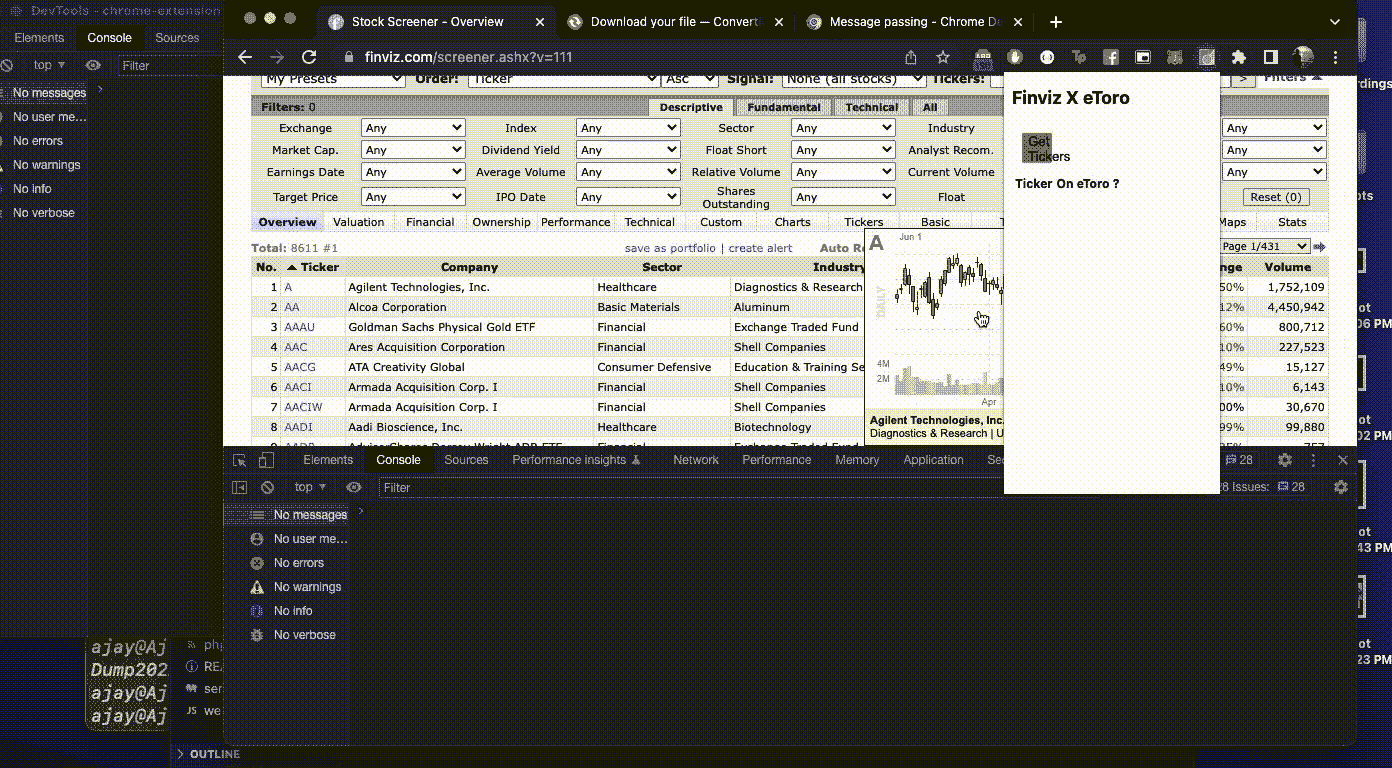 DevTools - chrome-extension
Elements Console Sources
top Filter
No messages
No user me...
No errors
No warnings
No info
No verbose
Stock Screener - Overview
Download your file — Convert
Message passing - Chrome De
finviz.com/screener.ashx?v=111
My Presets Order: Ticker Asc Signal: None (all stocks) Tickers: > Filters
Filters: 0 Descriptive Fundamental Technical All
Exchange Any Index Any Sector Any Industry Any
Market Cap. Any Dividend Yield Any Float Short Any Analyst Recom. Any
Earnings Date Any Average Volume Any Relative Volume Any Current Volume Any
Target Price Any IPO Date Any Shares Outstanding Any Float Reset (0)
Overview Valuation Financial Ownership Performance Technical Custom Charts Tickers Basic T Maps Stats
Total: 8611 #1 save as portfolio | create alert Auto Re Page 1/431
No. Ticker Company Sector Industry nge Volume
1 A Agilent Technologies, Inc. Healthcare Diagnostics & Research 50% 1,752,109
2 AA Alcoa Corporation Basic Materials Aluminum 12% 4,450,942
3 AAAU Goldman Sachs Physical Gold ETF Financial Exchange Traded Fund 60% 800,712
4 AAC Ares Acquisition Corporation Financial Shell Companies 10% 227,523
5 AACG ATA Creativity Global Consumer Defensive Education & Training Se 49% 15,127
6 AACI Armada Acquisition Corp. I Financial Shell Companies 10% 6,143
7 AACIW Armada Acquisition Corp. I Financial Shell Companies 00% 30,670
8 AADI Aadi Bioscience, Inc. Healthcare Biotechnology 99% 99,880
A Jun 1
DAILY
4M
2M
Apr
Agilent Technologies, Inc.
Diagnostics & Research | U
Finviz X eToro
Get
Tickers
Ticker On eToro ?
Elements Console Sources Performance insights Network Performance Memory Application Sec 28
top Filter 28 Issues: 28
No messages
No user me...
No errors
No warnings
No info
No verbose
ajay@Aj
Dump202
ajay@Aj
ajay@Aj
ph
RE
ser
JS we
OUTLINE
rdings
ots
ot
06 PM
ot
02 PM
ot
43 PM
ot
23 PM